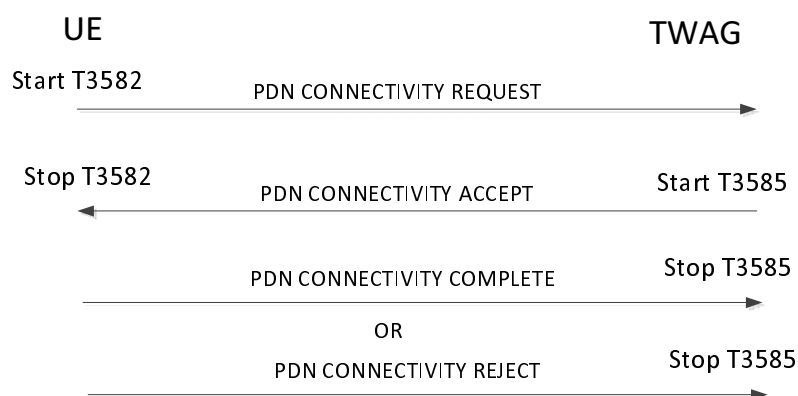 UE
TWAG
Start T3582
PDN CONNECTIVITY REQUEST
Stop T3582
PDN CONNECTIVITY ACCEPT
Start T3585
PDN CONNECTIVITY COMPLETE
Stop T3585
OR
PDN CONNECTIVITY REJECT
Stop T3585